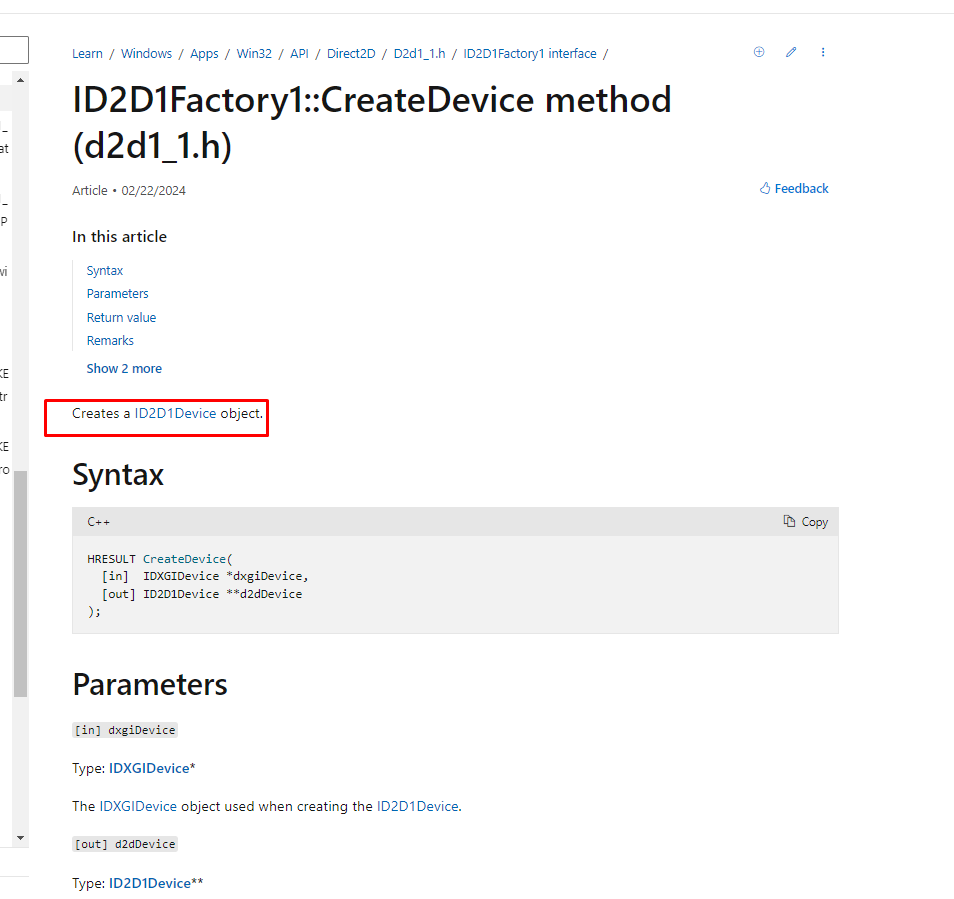 Learn / Windows / Apps / Win32 / API / Direct2D / D2d1_1.h / ID2D1Factory1 interface /
ID2D1Factory1::CreateDevice method
(d2d1_1.h)
Article • 02/22/2024
Feedback
In this article
Syntax
Parameters
Return value
Remarks
Show 2 more
Creates a ID2D1Device object.
Syntax
C++
Copy
HRESULT CreateDevice(
[in] IDXGIDevice *dxgiDevice,
[out] ID2D1Device **d2dDevice
);
Parameters
[in] dxgiDevice
Type: IDXGIDevice*
The IDXGIDevice object used when creating the ID2D1Device.
[out] d2dDevice
Type: ID2D1Device**